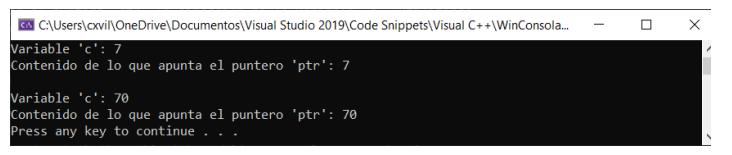 C:\Users\cxvil\OneDrive\Documentos\Visual Studio 2019\Code Snippets\Visual C++\WinConsola...
Variable 'c': 7
Contenido de lo que apunta el puntero 'ptr': 7
Variable 'c': 70
Contenido de lo que apunta el puntero 'ptr': 70
Press any key to continue . . .